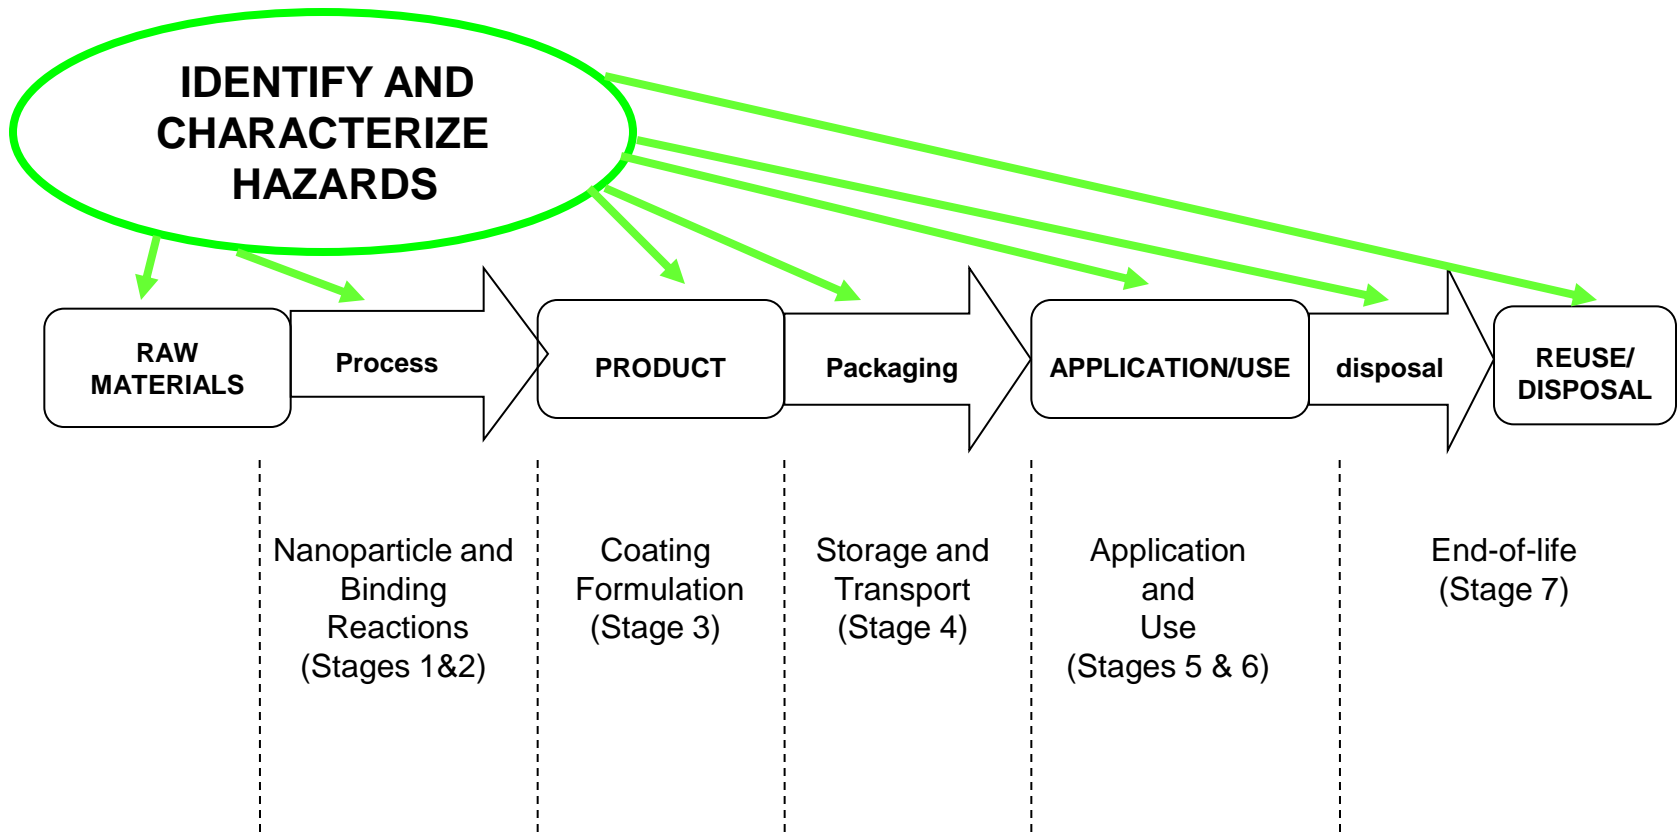 IDENTIFY AND
CHARACTERIZE
HAZARDS
RAW
MATERIALS
Process
PRODUCT
Packaging
APPLICATION/USE
disposal
REUSE/
DISPOSAL
Nanoparticle and
Binding
Reactions
(Stages 1&2)
Coating
Formulation
(Stage 3)
Storage and
Transport
(Stage 4)
Application
and
Use
(Stages 5 & 6)
End-of-life
(Stage 7)